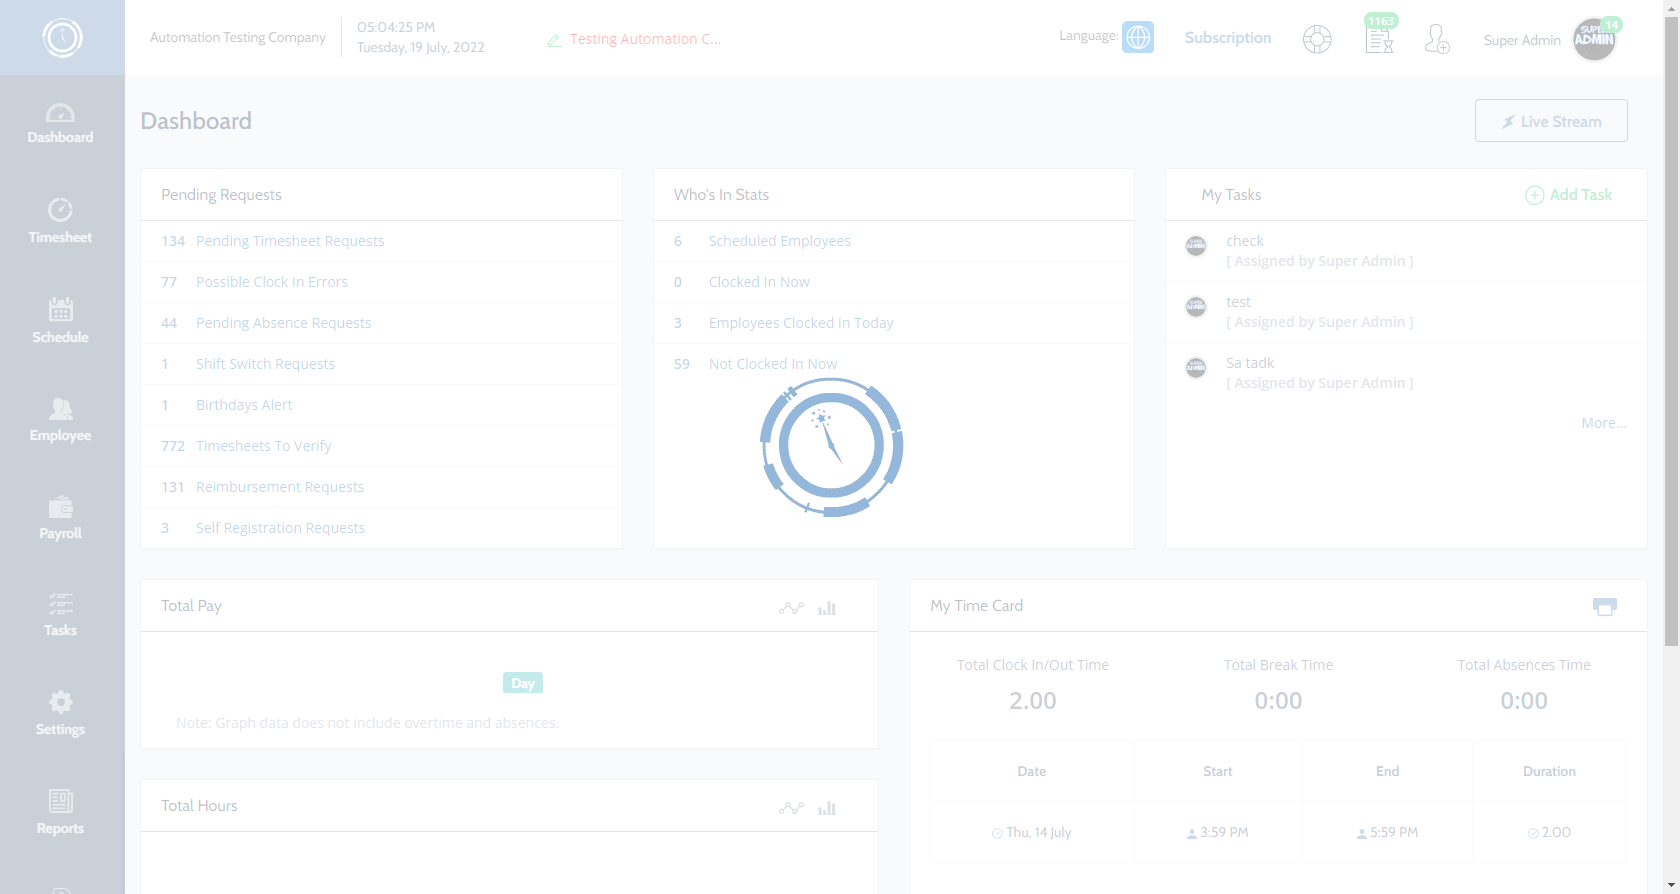 Automation Testing Company
05:04:25 PM
Tuesday, 19 July, 2022
Testing Automation C...
Language:
Subscription
1163
Super Admin
SUPER
ADMIN
14
Dashboard
Timesheet
Schedule
Employee
Payroll
Tasks
Settings
Reports
Dashboard
Live Stream
Pending Requests
134 Pending Timesheet Requests
77 Possible Clock In Errors
44 Pending Absence Requests
1 Shift Switch Requests
1 Birthdays Alert
772 Timesheets To Verify
131 Reimbursement Requests
3 Self Registration Requests
Who's In Stats
6 Scheduled Employees
0 Clocked In Now
3 Employees Clocked In Today
59 Not Clocked In Now
My Tasks
Add Task
check
[ Assigned by Super Admin ]
test
[ Assigned by Super Admin ]
Sa tadk
[ Assigned by Super Admin ]
More...
Total Pay
Day
Note: Graph data does not include overtime and absences.
Total Hours
My Time Card
Total Clock In/Out Time Total Break Time Total Absences Time
2.00 0:00 0:00
Date Start End Duration
Thu, 14 July 3:59 PM 5:59 PM 2.00